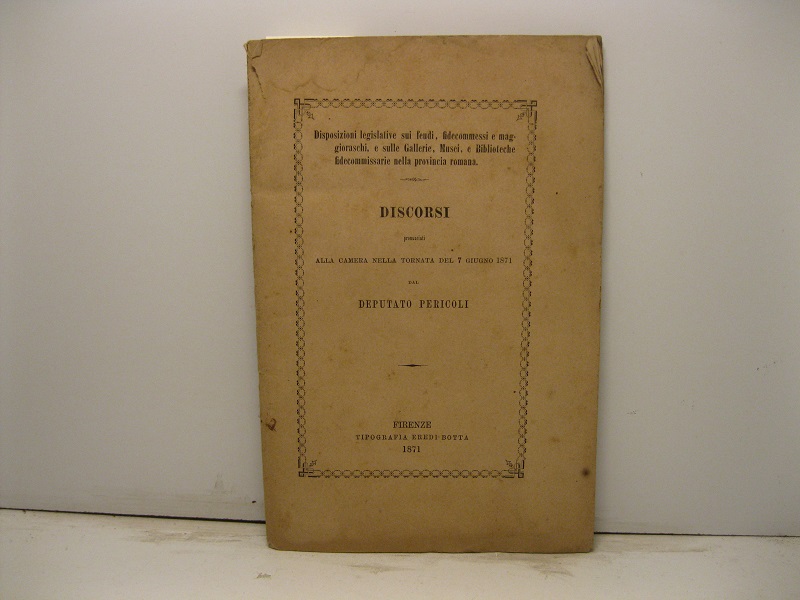 Disposizioni legislative sui feudi, fidecommessi e mag-
gioraschi, e sulle Gallerie, Musei, e Biblioteche
fidecommissarie nella provincia romana.
DISCORSI
pronunciati
ALLA CAMERA NELLA TORNATA DEL 7 GIUGNO 1871
DAL
DEPUTATO PERICOLI
FIRENZE
TIPOGRAFIA EREDI BOTTA
1871